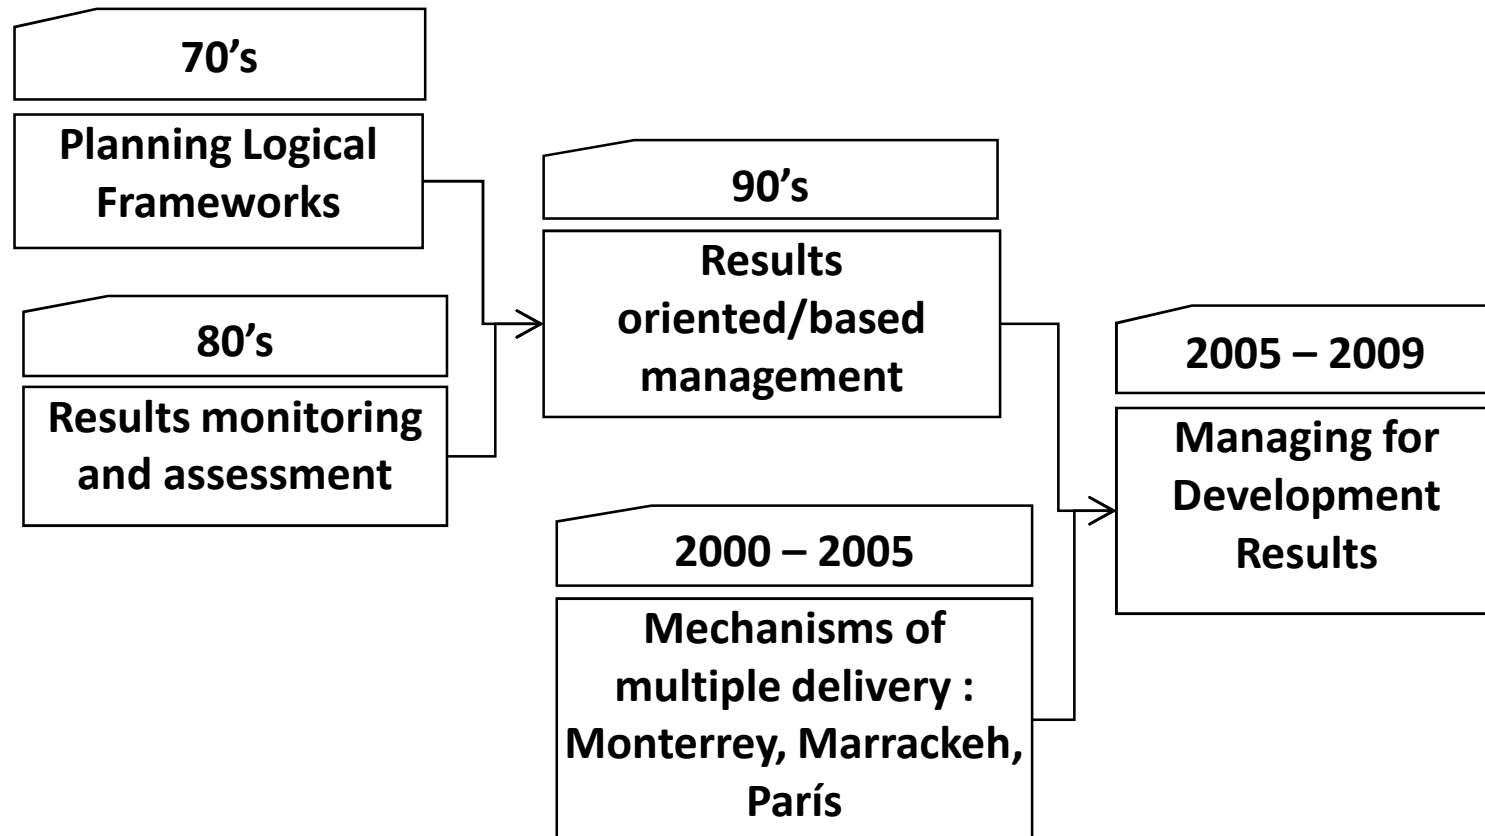 70’s
Planning Logical
Frameworks
80’s
Results monitoring
and assessment
90’s
Results
oriented/based
management
2000 – 2005
Mechanisms of
multiple delivery :
Monterrey, Marrackeh,
París
2005 – 2009
Managing for
Development
Results